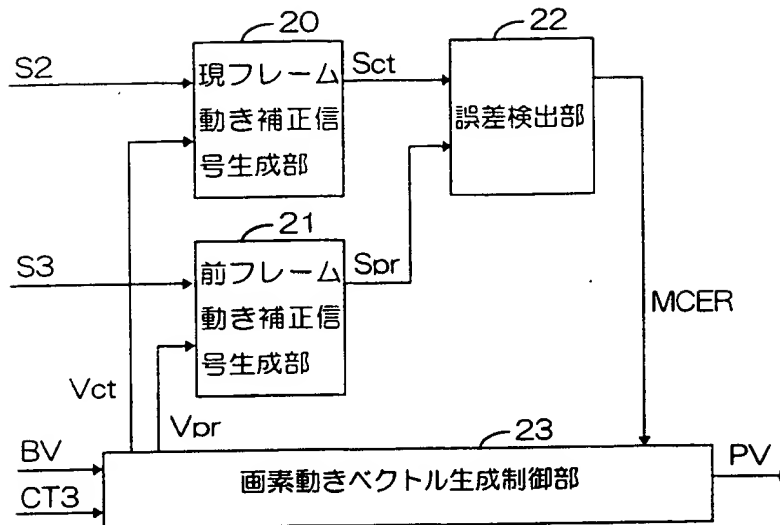 20
22
S2
現フレーム
動き補正信
号生成部
Sct
誤差検出部
21
S3
前フレーム
動き補正信
号生成部
Spr
MCER
Vct
Vpr
23
BV
CT3
画素動きベクトル生成制御部
PV